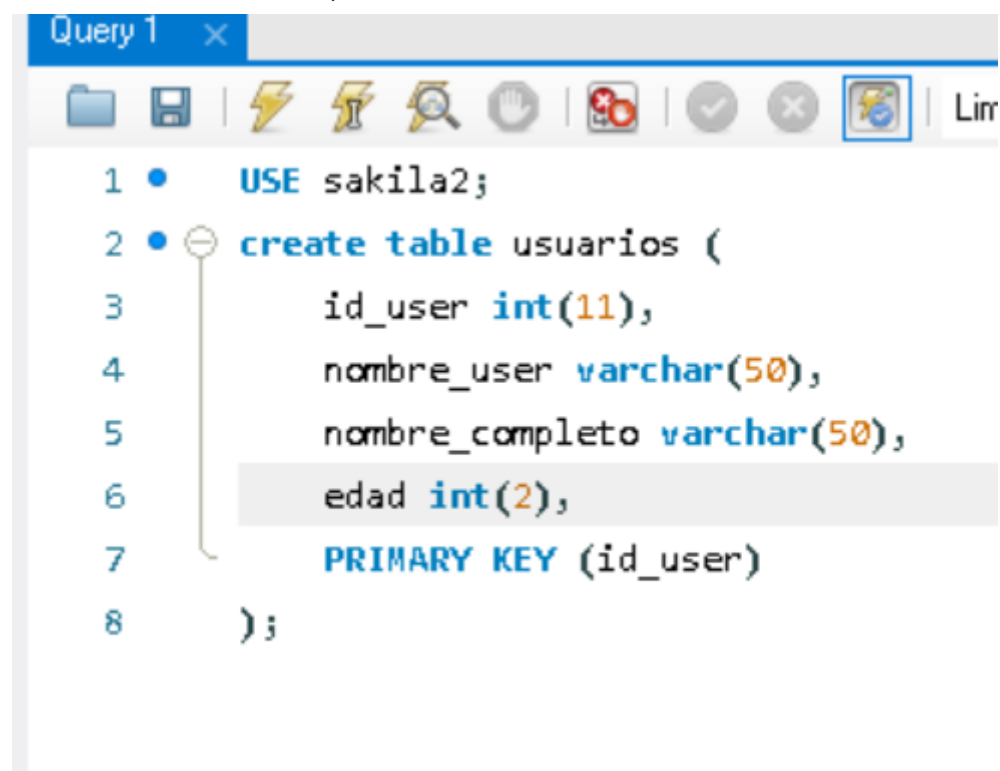 Query 1
1 USE sakila2;
2 create table usuarios (
3 id_user int(11),
4 nombre_user varchar(50),
5 nombre_completo varchar(50),
6 edad int(2),
7 PRIMARY KEY (id_user)
8 );